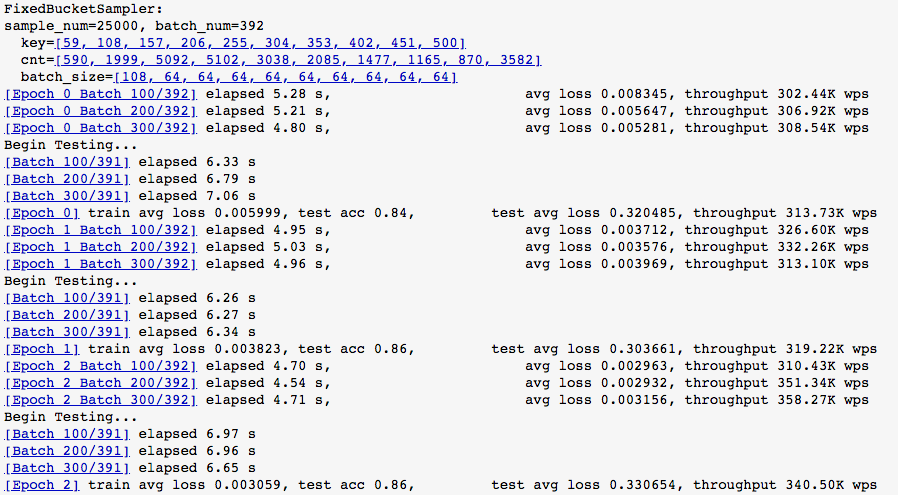 FixedBucketSampler:
sample_num=25000, batch_num=392
key=[59, 108, 157, 206, 255, 304, 353, 402, 451, 500]
cnt=[590, 1999, 5092, 5102, 3038, 2085, 1477, 1165, 870, 3582]
batch_size=[108, 64, 64, 64, 64, 64, 64, 64, 64, 64]
[Epoch 0 Batch 100/392] elapsed 5.28 s, avg loss 0.008345, throughput 302.44K wps
[Epoch 0 Batch 200/392] elapsed 5.21 s, avg loss 0.005647, throughput 306.92K wps
[Epoch 0 Batch 300/392] elapsed 4.80 s, avg loss 0.005281, throughput 308.54K wps
Begin Testing...
[Batch 100/391] elapsed 6.33 s
[Batch 200/391] elapsed 6.79 s
[Batch 300/391] elapsed 7.06 s
[Epoch 0] train avg loss 0.005999, test acc 0.84, test avg loss 0.320485, throughput 313.73K wps
[Epoch 1 Batch 100/392] elapsed 4.95 s, avg loss 0.003712, throughput 326.60K wps
[Epoch 1 Batch 200/392] elapsed 5.03 s, avg loss 0.003576, throughput 332.26K wps
[Epoch 1 Batch 300/392] elapsed 4.96 s, avg loss 0.003969, throughput 313.10K wps
Begin Testing...
[Batch 100/391] elapsed 6.26 s
[Batch 200/391] elapsed 6.27 s
[Batch 300/391] elapsed 6.34 s
[Epoch 1] train avg loss 0.003823, test acc 0.86, test avg loss 0.303661, throughput 319.22K wps
[Epoch 2 Batch 100/392] elapsed 4.70 s, avg loss 0.002963, throughput 310.43K wps
[Epoch 2 Batch 200/392] elapsed 4.54 s, avg loss 0.002932, throughput 351.34K wps
[Epoch 2 Batch 300/392] elapsed 4.71 s, avg loss 0.003156, throughput 358.27K wps
Begin Testing...
[Batch 100/391] elapsed 6.97 s
[Batch 200/391] elapsed 6.96 s
[Batch 300/391] elapsed 6.65 s
[Epoch 2] train avg loss 0.003059, test acc 0.86, test avg loss 0.330654, throughput 340.50K wps